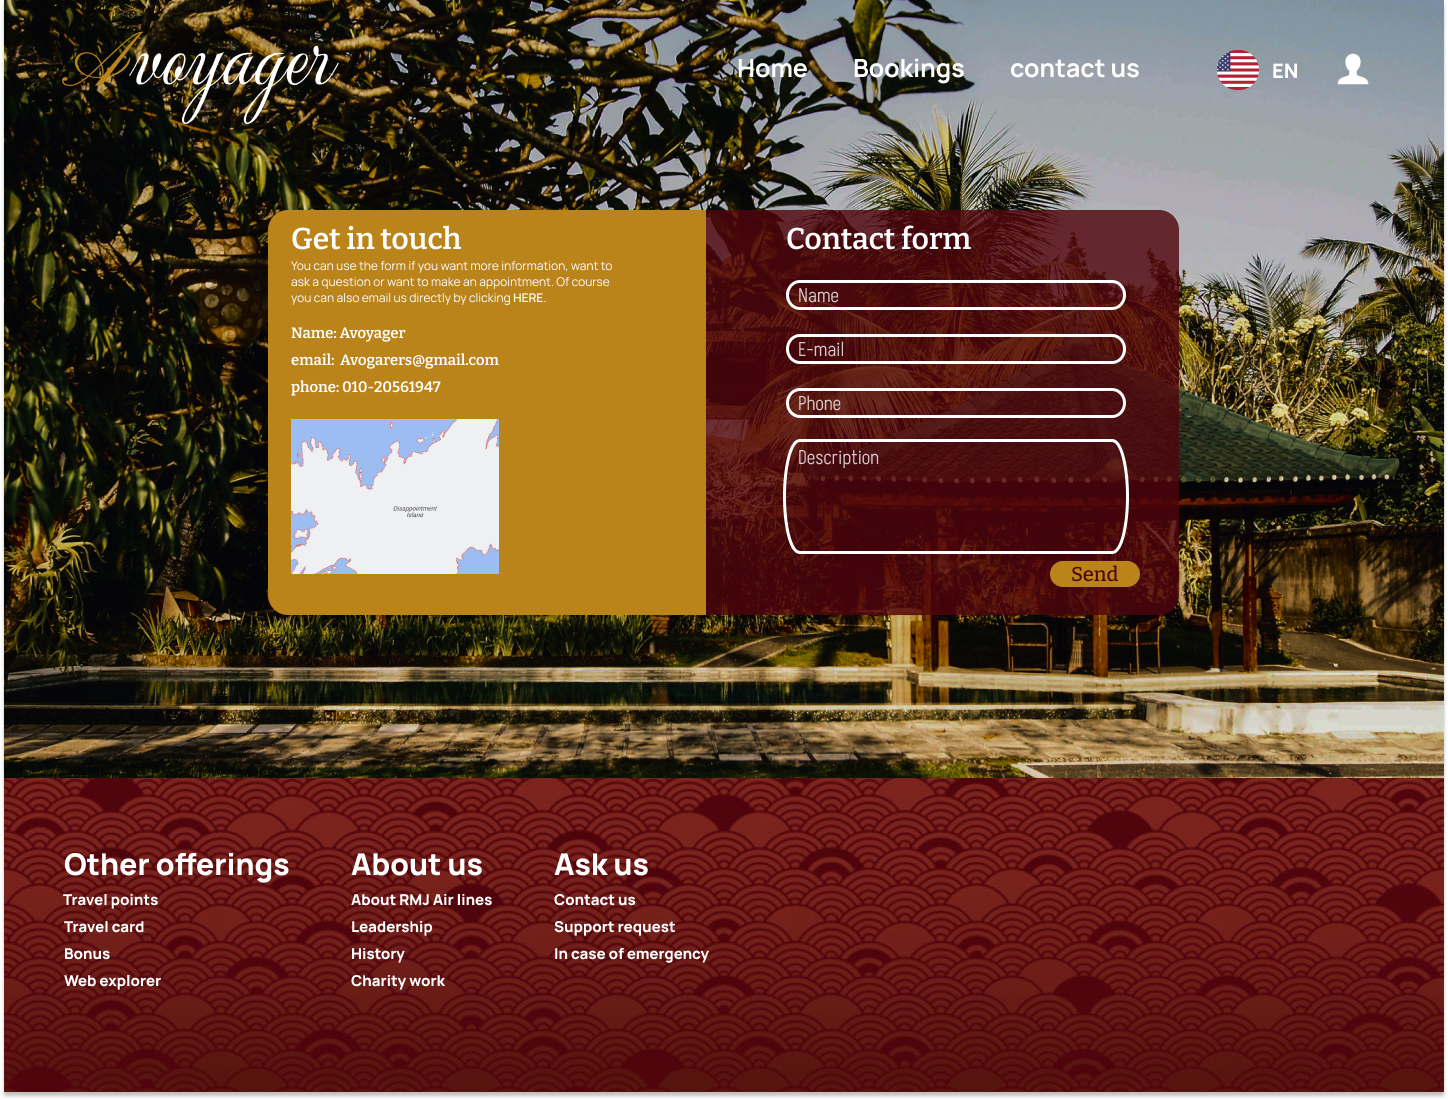 Avoyager
Home Bookings contact us EN
Get in touch
You can use the form if you want more information, want to
ask a question or want to make an appointment. Of course
you can also email us directly by clicking HERE.
Name: Avoyager
email: Avogarers@gmail.com
phone: 010-20561947
Disappointment
Island
Contact form
Name
E-mail
Phone
Description
Send
Other offerings
Travel points
Travel card
Bonus
Web explorer
About us
About RMJ Air lines
Leadership
History
Charity work
Ask us
Contact us
Support request
In case of emergency